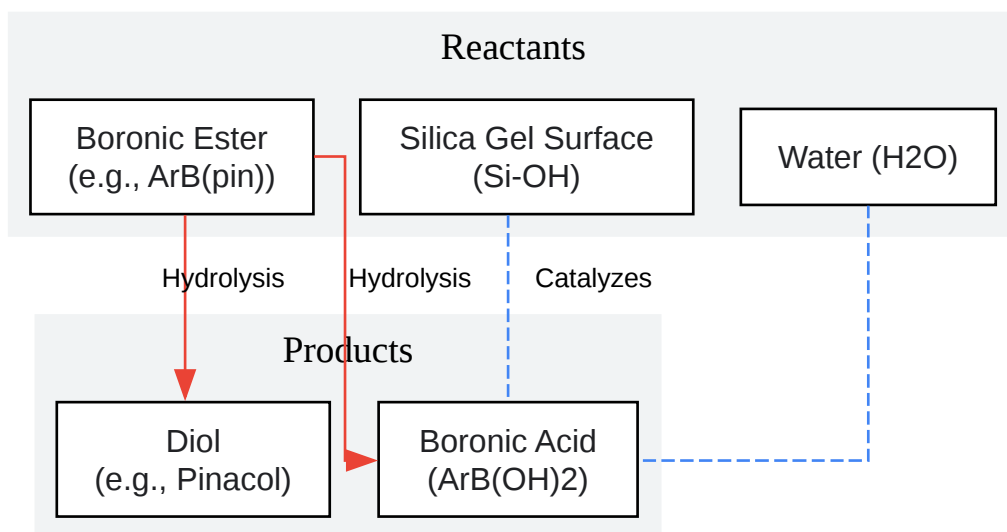 Reactants
Boronic Ester
(e.g., ArB(pin))
Silica Gel Surface
(Si-OH)
Water (H2O)
Hydrolysis
Hydrolysis
Catalyzes
Products
Diol
(e.g., Pinacol)
Boronic Acid
(ArB(OH)2)